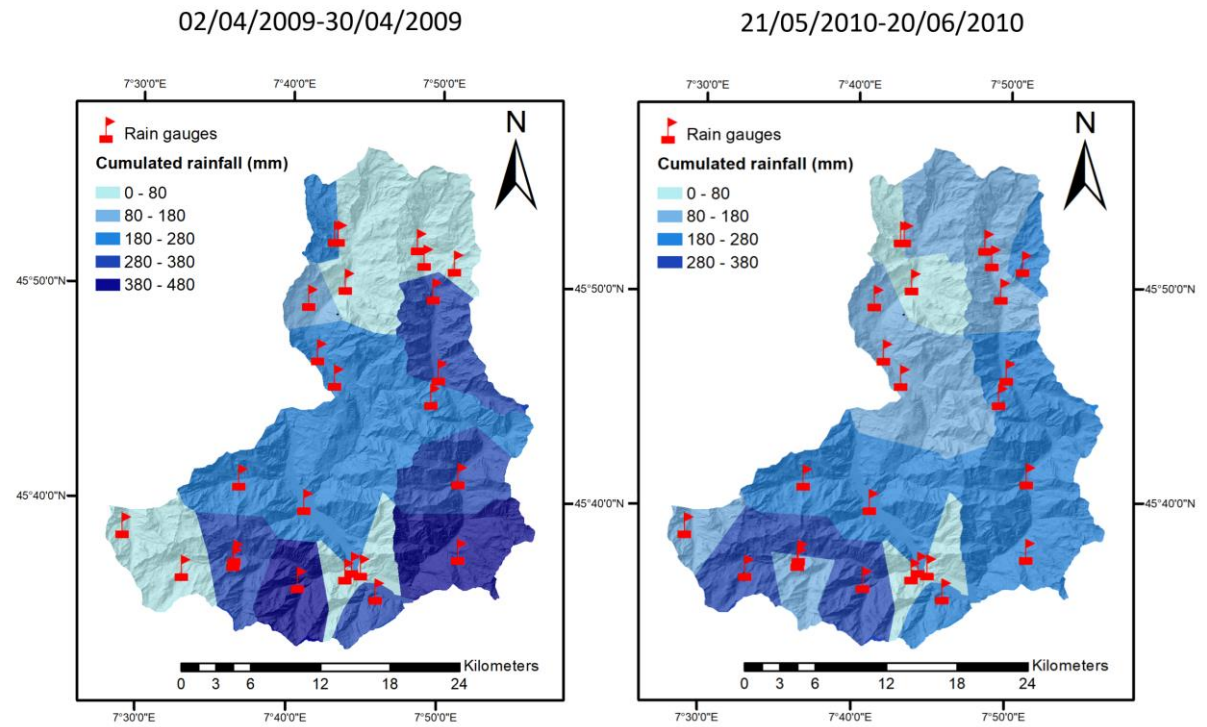 02/04/2009-30/04/2009
21/05/2010-20/06/2010
7°30'0"E 7°40'0"E 7°50'0"E
7°30'0"E 7°40'0"E 7°50'0"E
Rain gauges
N
Cumulated rainfall (mm)
0 - 80
80 - 180
180 - 280
280 - 380
380 - 480
Rain gauges
N
Cumulated rainfall (mm)
0 - 80
80 - 180
180 - 280
280 - 380
45°50'0"N
45°50'0"N
45°50'0"N
45°40'0"N
45°40'0"N
45°40'0"N
Kilometers
0 3 6 12 18 24
Kilometers
0 3 6 12 18 24
7°30'0"E 7°40'0"E 7°50'0"E
7°30'0"E 7°40'0"E 7°50'0"E